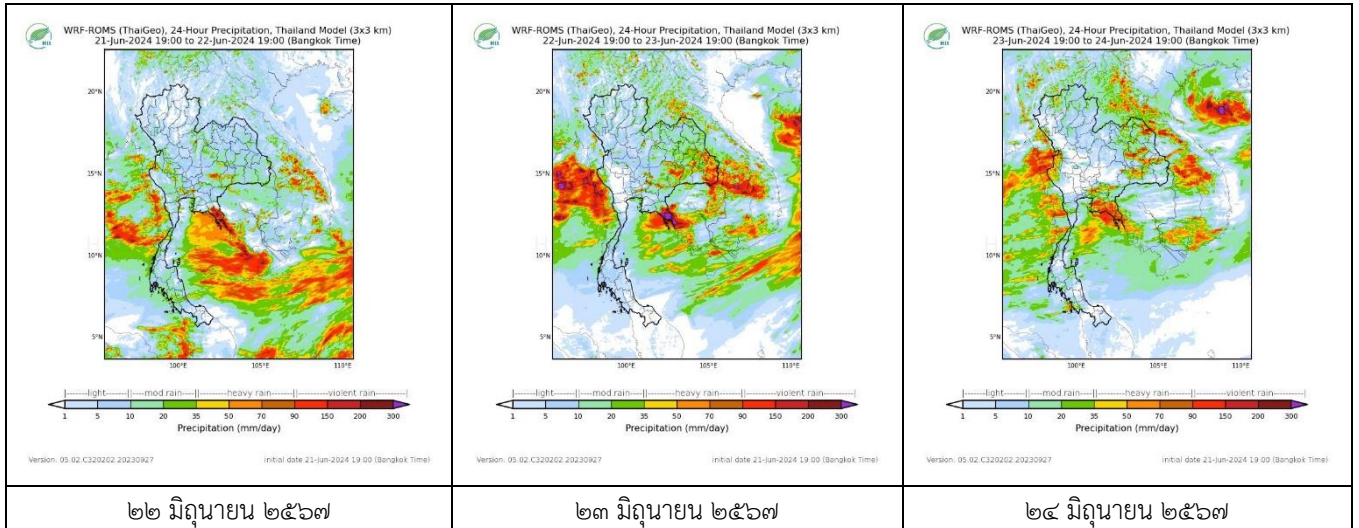 HII
WRF-ROMS (ThaiGeo), 24-Hour Precipitation, Thailand Model (3x3 km)
21-Jun-2024 19:00 to 22-Jun-2024 19:00 (Bangkok Time)
20°N
15°N
10°N
5°N
100°E 105°E 110°E
light mod rain heavy rain violent rain
1 5 10 20 35 50 70 90 150 200 300
Precipitation (mm/day)
Version: 05.02.C320202.20230927 initial date 21-Jun-2024 19:00 (Bangkok Time)
๒๒ มิถุนายน ๒๕๖๗
HII
WRF-ROMS (ThaiGeo), 24-Hour Precipitation, Thailand Model (3x3 km)
22-Jun-2024 19:00 to 23-Jun-2024 19:00 (Bangkok Time)
20°N
15°N
10°N
5°N
100°E 105°E 110°E
light mod rain heavy rain violent rain
1 5 10 20 35 50 70 90 150 200 300
Precipitation (mm/day)
Version: 05.02.C320202.20230927 initial date 21-Jun-2024 19:00 (Bangkok Time)
๒๓ มิถุนายน ๒๕๖๗
HII
WRF-ROMS (ThaiGeo), 24-Hour Precipitation, Thailand Model (3x3 km)
23-Jun-2024 19:00 to 24-Jun-2024 19:00 (Bangkok Time)
20°N
15°N
10°N
5°N
100°E 105°E 110°E
light mod rain heavy rain violent rain
1 5 10 20 35 50 70 90 150 200 300
Precipitation (mm/day)
Version: 05.02.C320202.20230927 initial date 21-Jun-2024 19:00 (Bangkok Time)
๒๔ มิถุนายน ๒๕๖๗